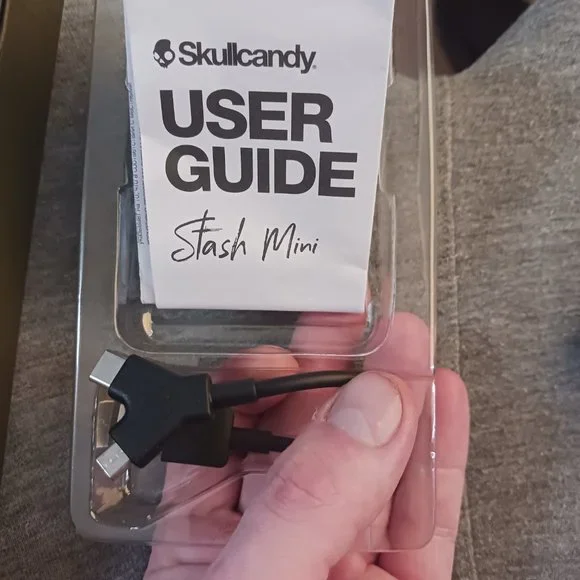 Skullcandy
USER
GUIDE
Stash Mini